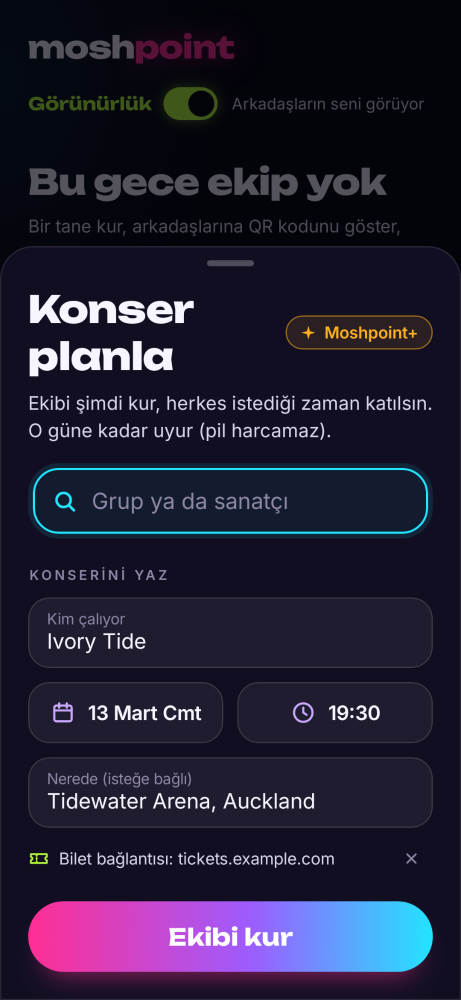 moshpoint
Görünürlük
Arkadaşların seni görüyor
Bu gece ekip yok
Bir tane kur, arkadaşlarına QR kodunu göster,
Konser
planla
Moshpoint+
Ekibi şimdi kur, herkes istediği zaman katılsın.
O güne kadar uyur (pil harcamaz).
Grup ya da sanatçı
KONSERİNİ YAZ
Kim çalıyor
Ivory Tide
13 Mart Cmt
19:30
Nerede (isteğe bağlı)
Tidewater Arena, Auckland
Bilet bağlantısı: tickets.example.com
Ekibi kur